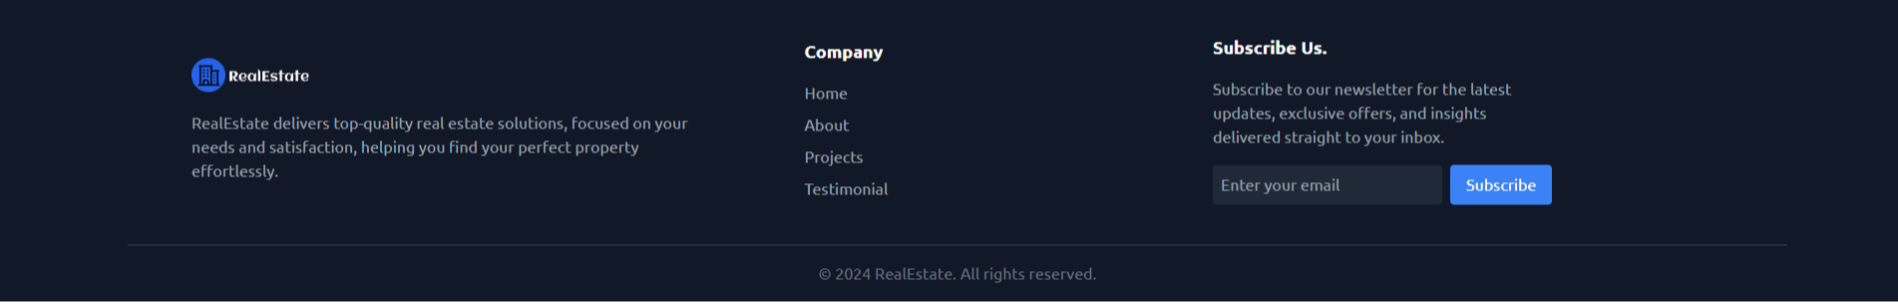 RealEstate
RealEstate delivers top-quality real estate solutions, focused on your
needs and satisfaction, helping you find your perfect property
effortlessly.
Company
Home
About
Projects
Testimonial
Subscribe Us.
Subscribe to our newsletter for the latest
updates, exclusive offers, and insights
delivered straight to your inbox.
Enter your email
Subscribe
© 2024 RealEstate. All rights reserved.